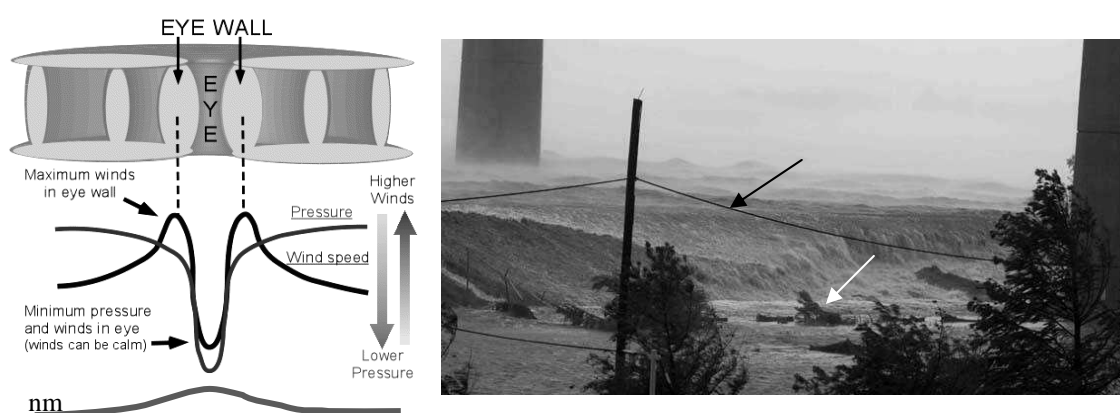 EYE WALL
E
Y
E
Maximum winds
in eye wall
Higher
Winds
Pressure
Wind speed
Minimum pressure
and winds in eye
(winds can be calm)
Lower
Pressure
nm